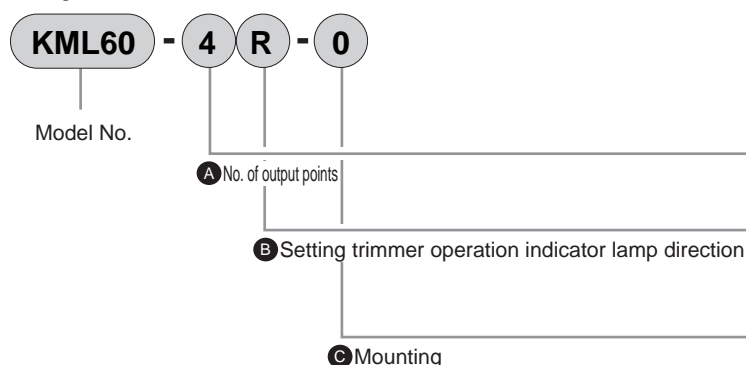 KML60 - 4 R - 0
Model No.
A No. of output points
B Setting trimmer operation indicator lamp direction
C Mounting